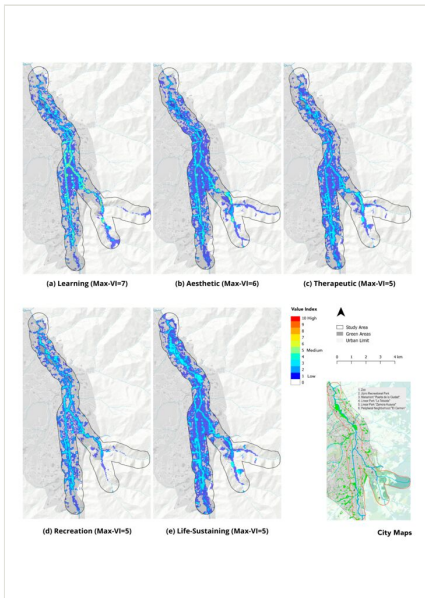 (a) Learning (Max-VI=7)
(b) Aesthetic (Max-VI=6)
(c) Therapeutic (Max-VI=5)
Value Index
10 High
9
8
7
6
5 Medium
4
3
2
1 Low
0
Study Area
Green Areas
Urban Limit
0 1 2 4 km
(d) Recreation (Max-VI=5)
(e) Life-Sustaining (Max-VI=5)
City Maps